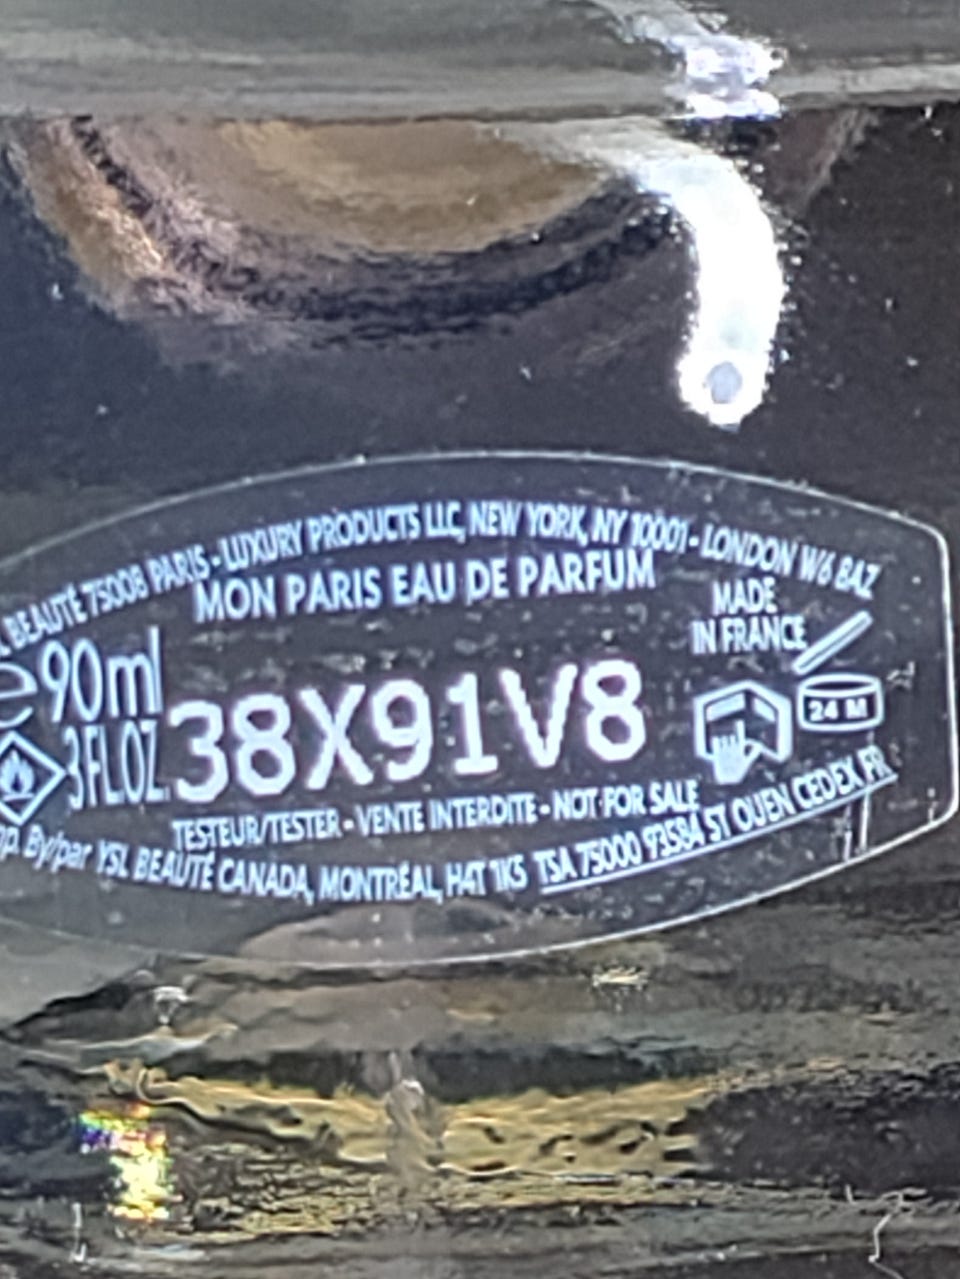 BEAUTÉ 75008 PARIS - LUXURY PRODUCTS LLC, NEW YORK, NY 10001 - LONDON W6 8AZ
MON PARIS EAU DE PARFUM
MADE
IN FRANCE
e 90ml
3FL.OZ.
38X91V8
24 M
TESTEUR/TESTER - VENTE INTERDITE - NOT FOR SALE
By/par YSL BEAUTÉ CANADA, MONTRÉAL, H4T 1K5 TSA 75000 93584 ST OUEN CEDEX FR